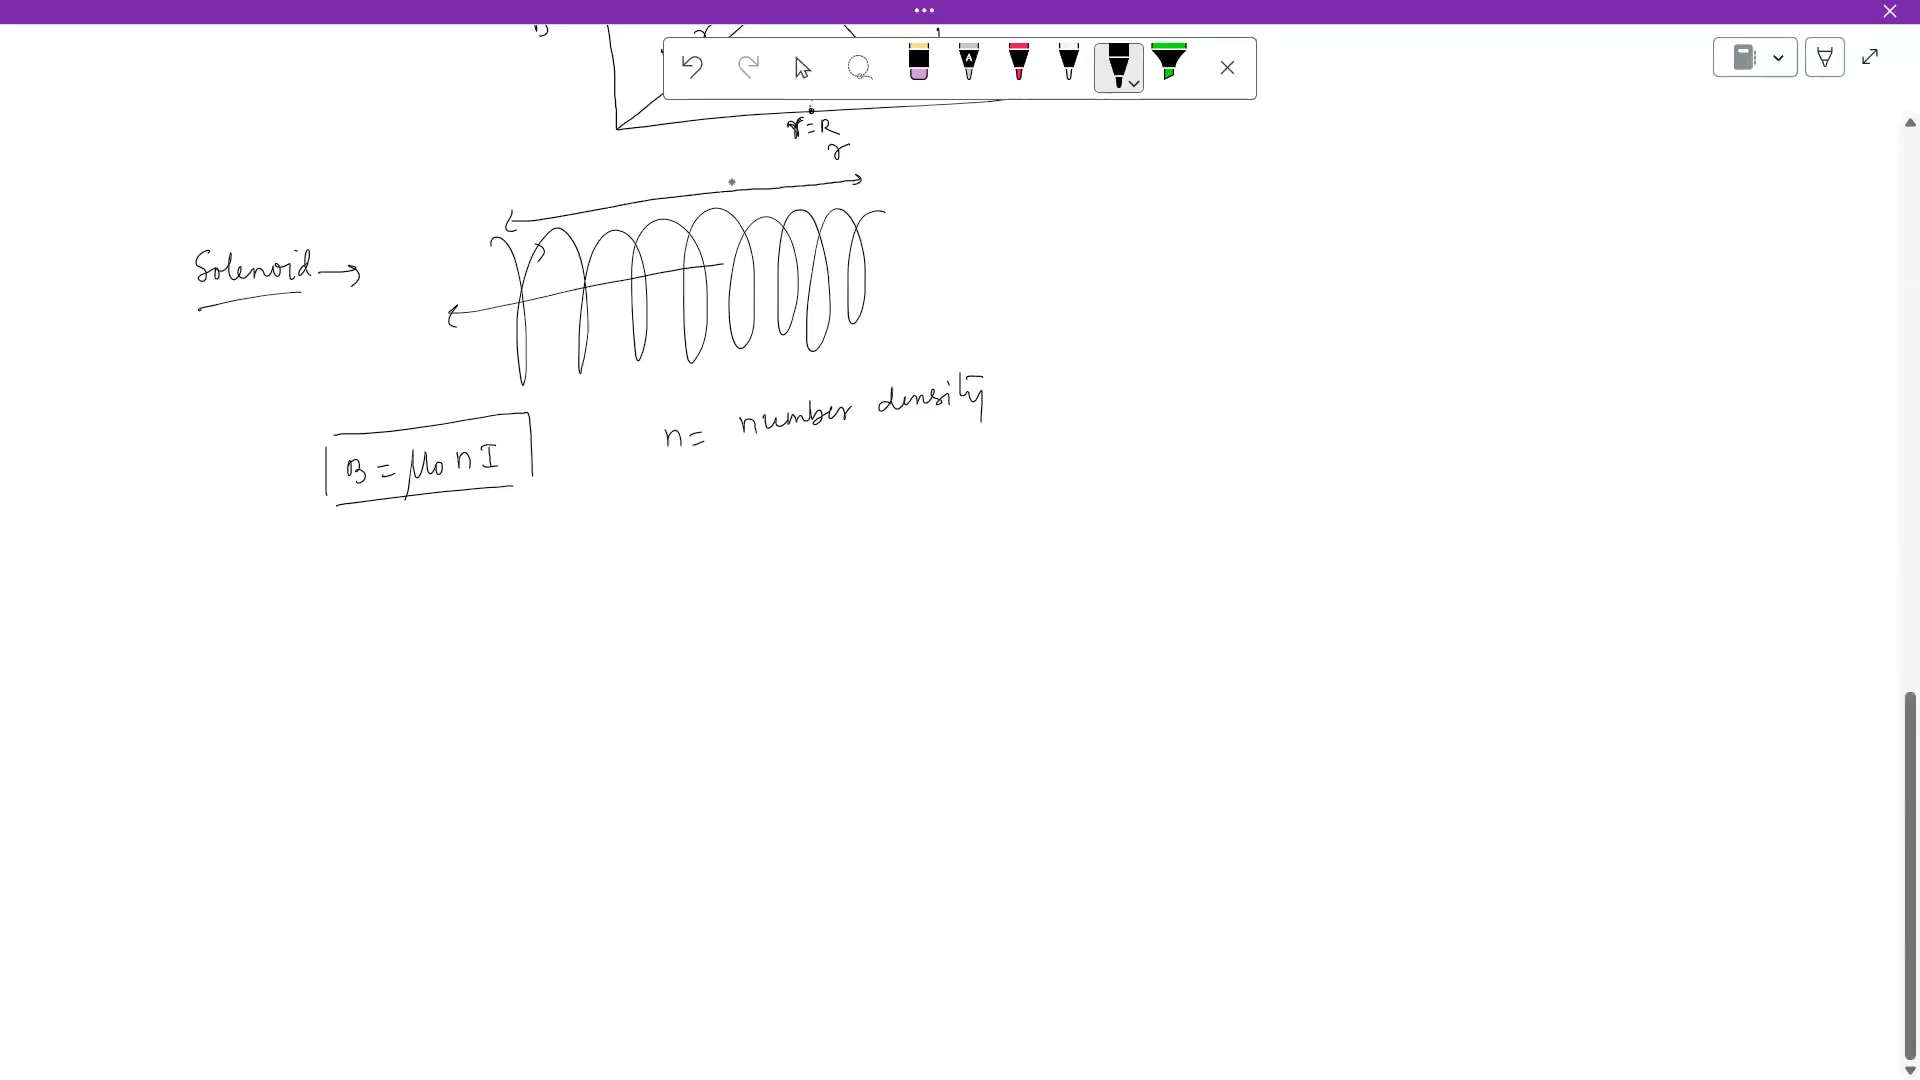 r=R
r
Solenoid →
n= number density
B = μ₀ n I